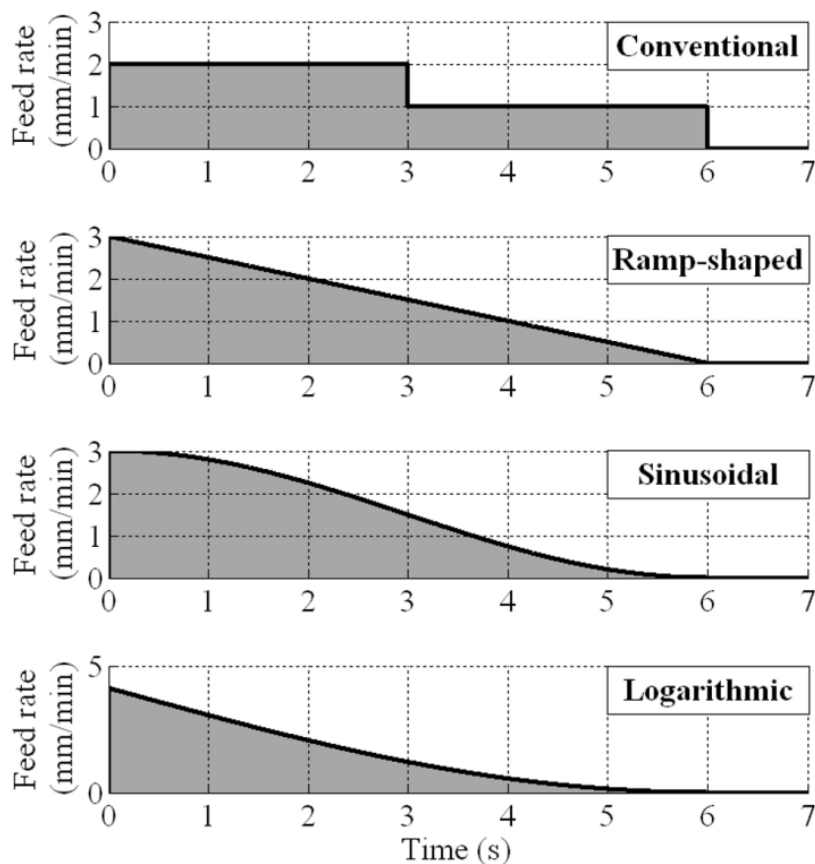 Conventional
Feed rate
(mm/min)
3
2
1
0
0 1 2 3 4 5 6 7
Ramp-shaped
Feed rate
(mm/min)
3
2
1
0
0 1 2 3 4 5 6 7
Sinusoidal
Feed rate
(mm/min)
3
2
1
0
0 1 2 3 4 5 6 7
Logarithmic
Feed rate
(mm/min)
5
0
0 1 2 3 4 5 6 7
Time (s)